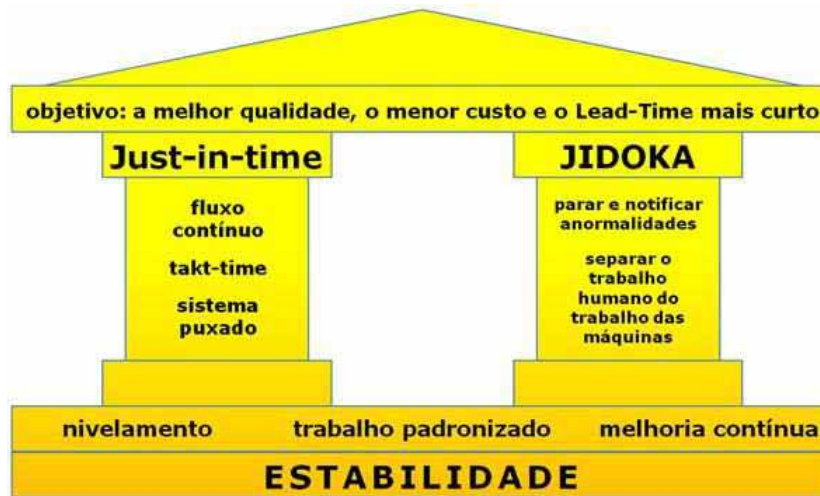 objetivo: a melhor qualidade, o menor custo e o Lead-Time mais curto
Just-in-time
fluxo
contínuo
takt-time
sistema
puxado
JIDOKA
parar e notificar
anormalidades
separar o
trabalho
humano do
trabalho das
máquinas
nivelamento trabalho padronizado melhoria contínua
ESTABILIDADE